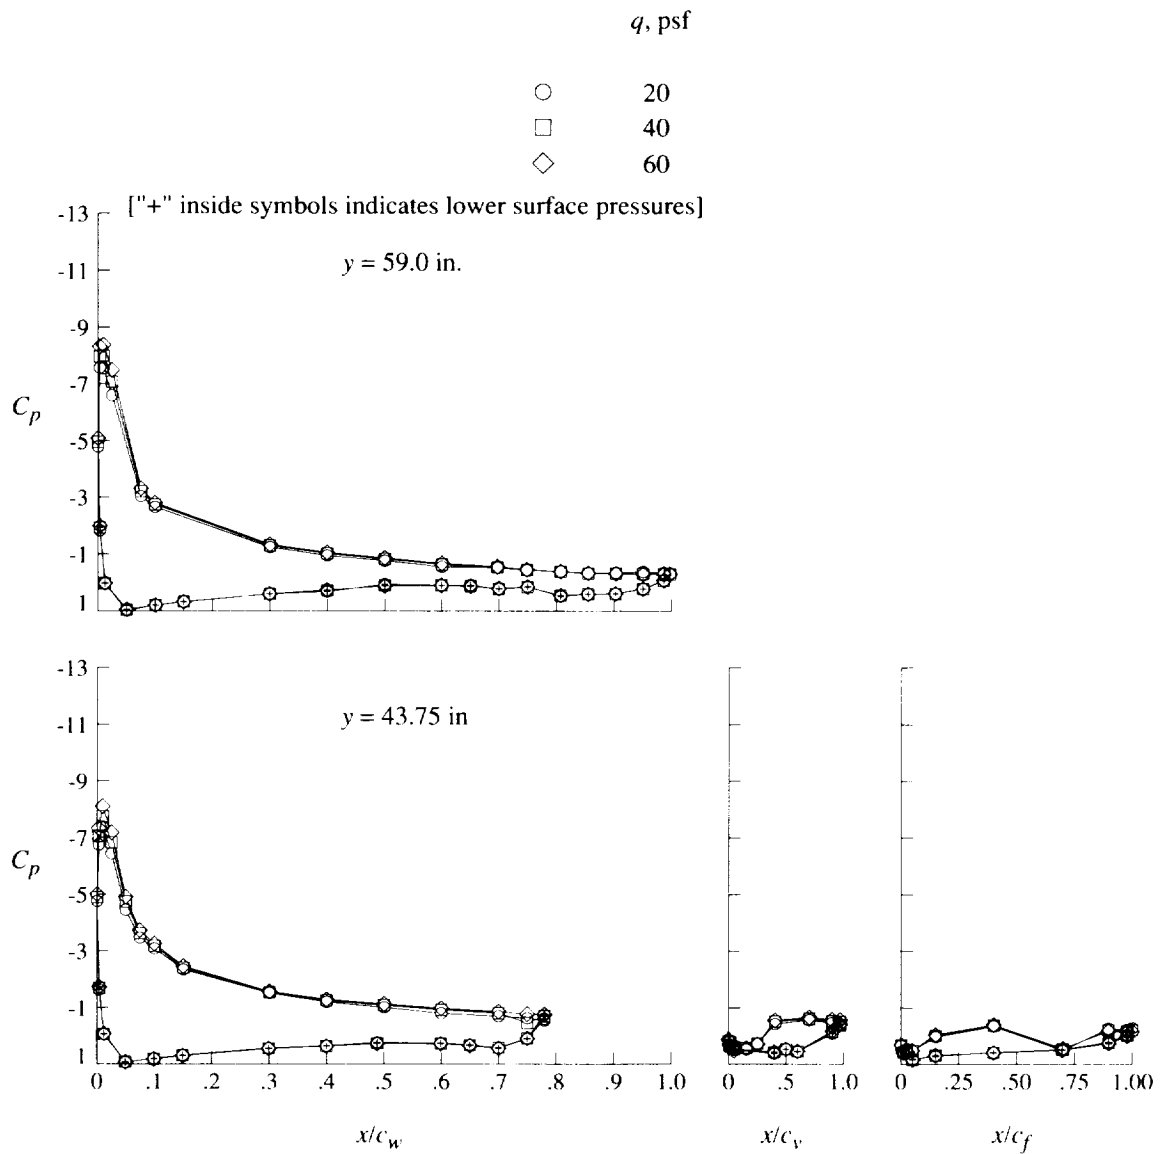 q, psf
20
40
60
["+" inside symbols indicates lower surface pressures]
y = 59.0 in.
-13
-11
-9
-7
-5
-3
-1
1
C_p
y = 43.75 in
-13
-11
-9
-7
-5
-3
-1
1
C_p
0 .1 .2 .3 .4 .5 .6 .7 .8 .9 1.0
x/c_w
0 .5 1.0
x/c_v
0 .25 .50 .75 1.00
x/c_f